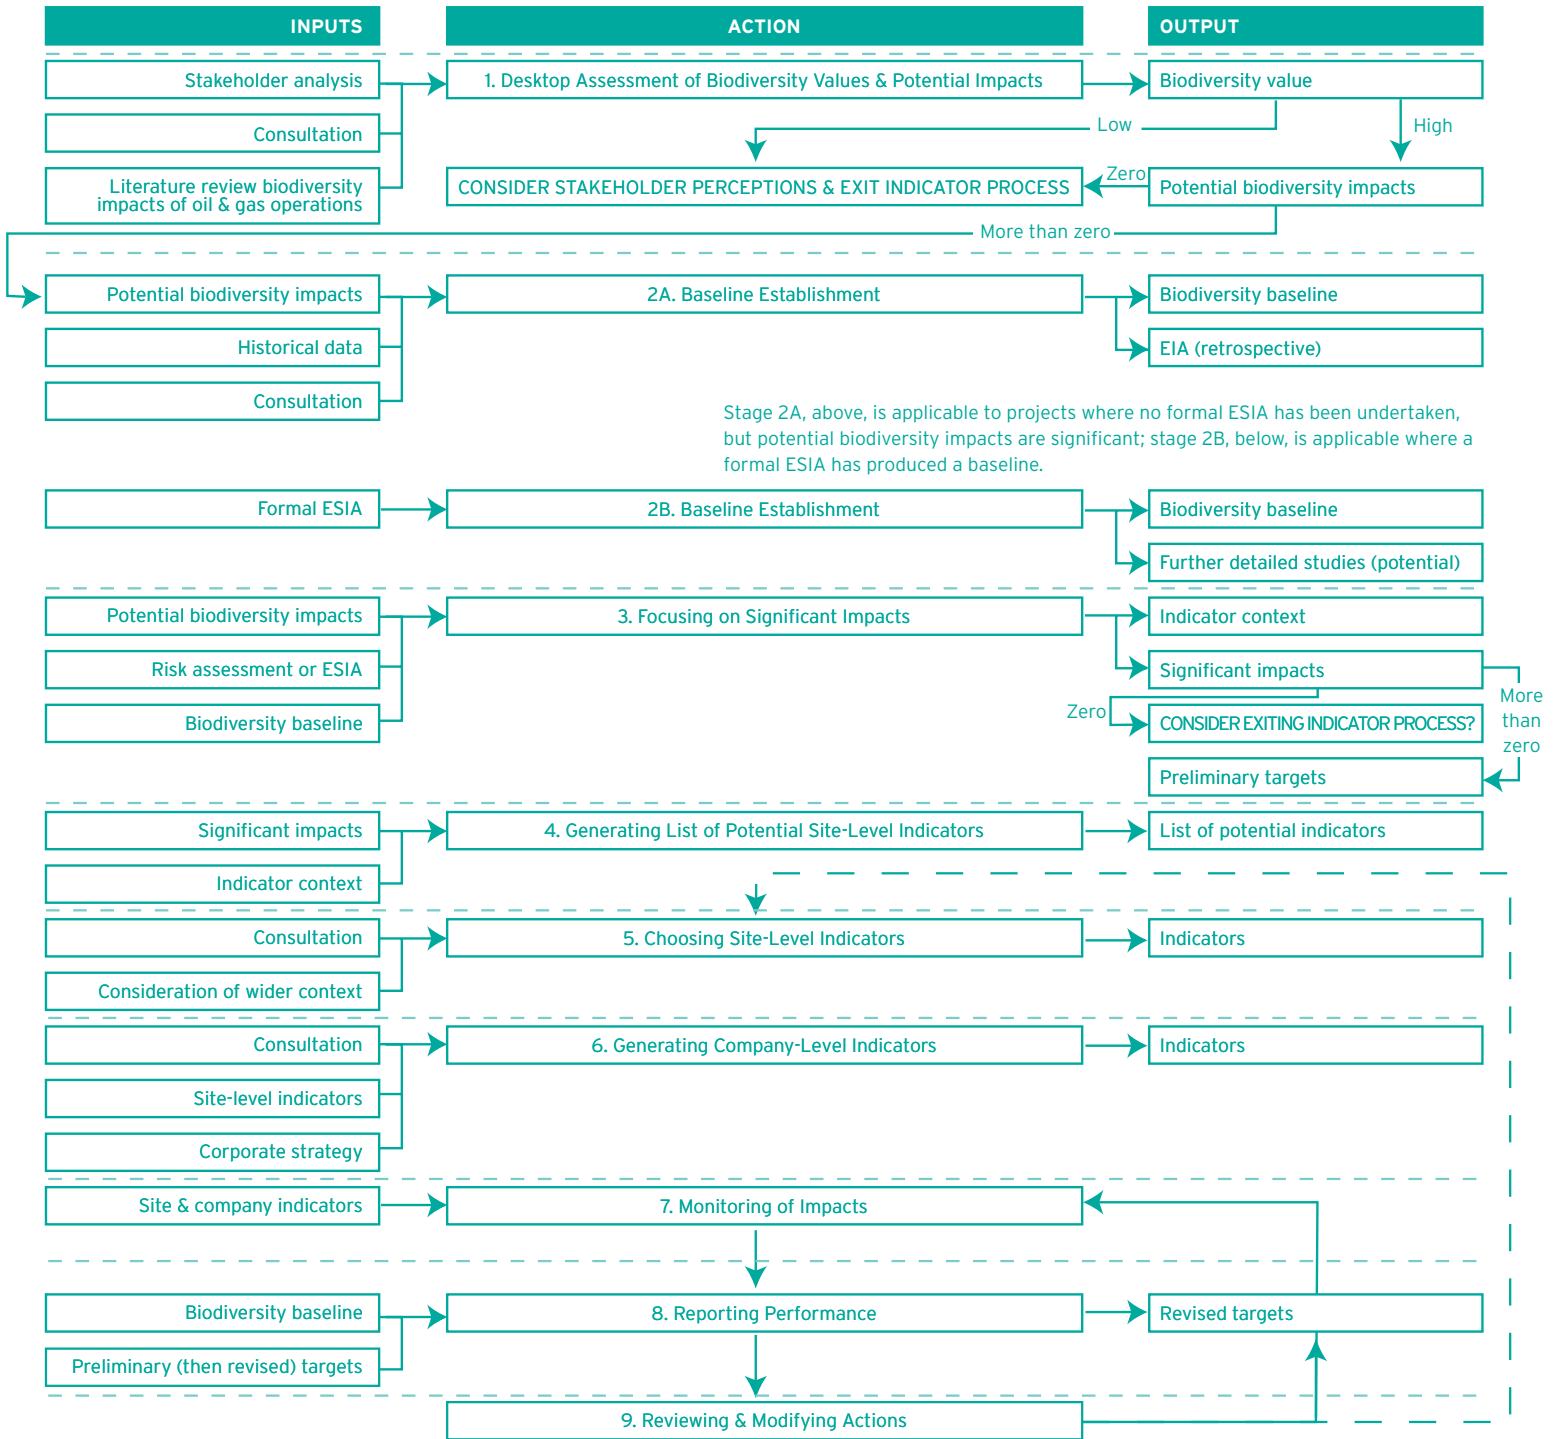 INPUTS
ACTION
OUTPUT
Stakeholder analysis
1. Desktop Assessment of Biodiversity Values & Potential Impacts
Biodiversity value
Consultation
Low
High
Literature review biodiversity
impacts of oil & gas operations
CONSIDER STAKEHOLDER PERCEPTIONS & EXIT INDICATOR PROCESS
Zero
Potential biodiversity impacts
More than zero
Potential biodiversity impacts
2A. Baseline Establishment
Biodiversity baseline
Historical data
EIA (retrospective)
Consultation
Stage 2A, above, is applicable to projects where no formal ESIA has been undertaken,
but potential biodiversity impacts are significant; stage 2B, below, is applicable where a
formal ESIA has produced a baseline.
Formal ESIA
2B. Baseline Establishment
Biodiversity baseline
Further detailed studies (potential)
Potential biodiversity impacts
3. Focusing on Significant Impacts
Indicator context
Risk assessment or ESIA
Significant impacts
More
than
zero
Biodiversity baseline
Zero
CONSIDER EXITING INDICATOR PROCESS?
Preliminary targets
Significant impacts
4. Generating List of Potential Site-Level Indicators
List of potential indicators
Indicator context
Consultation
5. Choosing Site-Level Indicators
Indicators
Consideration of wider context
Consultation
6. Generating Company-Level Indicators
Indicators
Site-level indicators
Corporate strategy
Site & company indicators
7. Monitoring of Impacts
Biodiversity baseline
8. Reporting Performance
Revised targets
Preliminary (then revised) targets
9. Reviewing & Modifying Actions